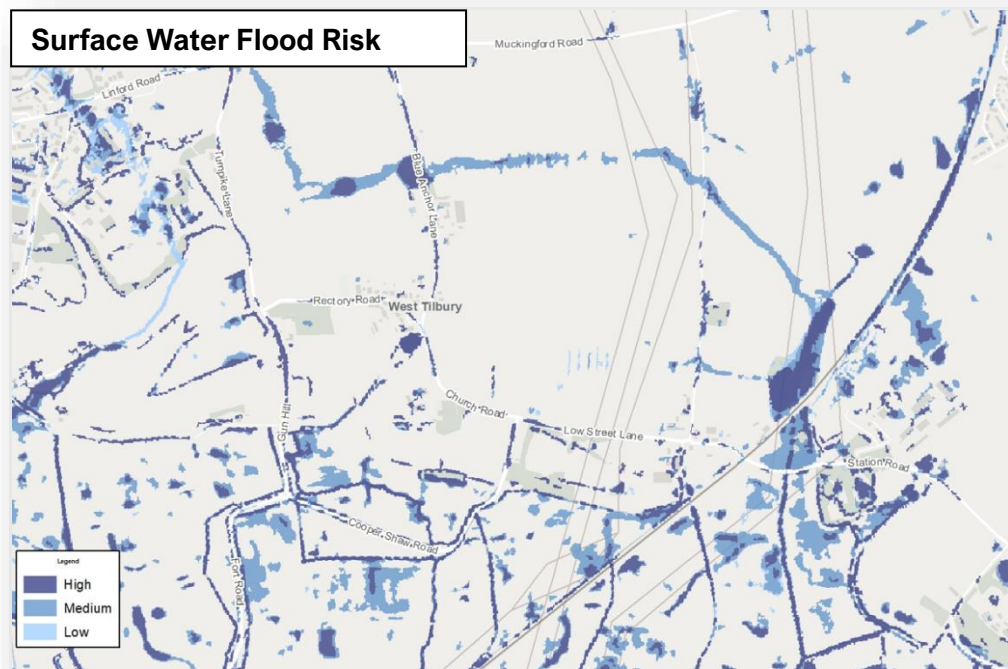 Surface Water Flood Risk
Muckingford Road
Linford Road
Turnpike Lane
Blue Anchor Lane
Rectory Road
West Tilbury
Church Road
Gun Hill
Low Street Lane
Station Road
Cooper Shaw Road
Fort Road
Legend
High
Medium
Low